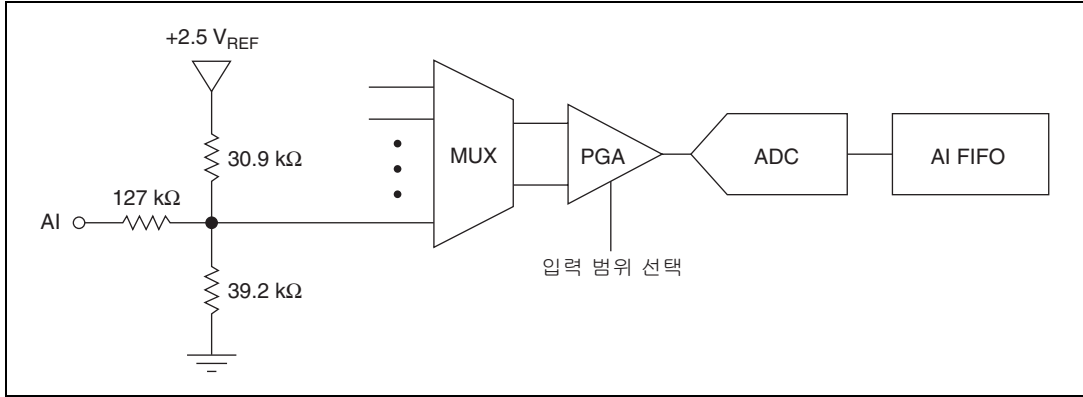 +2.5 VREF
30.9 kΩ
127 kΩ
AI
39.2 kΩ
MUX
PGA
ADC
AI FIFO
입력 범위 선택